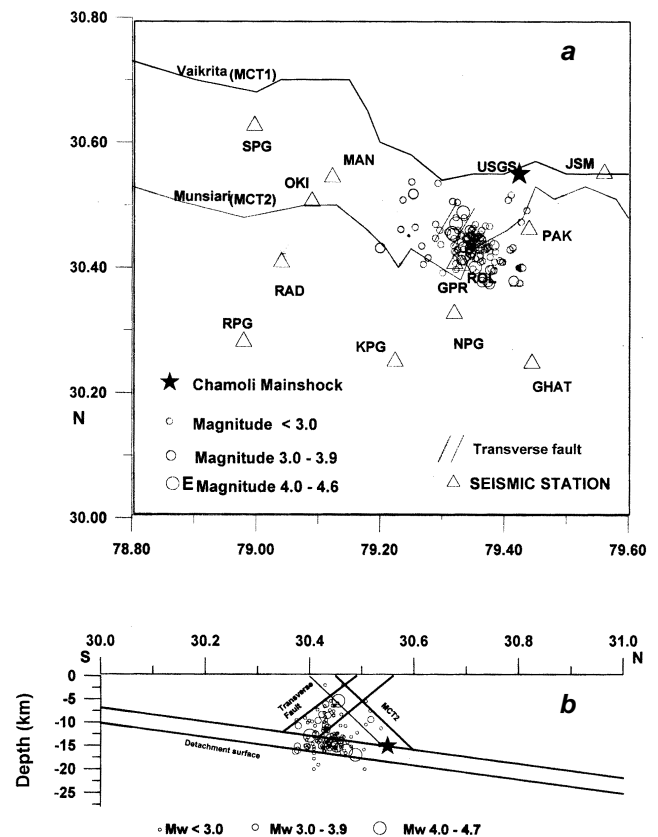 30.80
a
Vaikrita (MCT1)
SPG
30.60
MAN
USGS
JSM
OKI
Munsiari (MCT2)
PAK
30.40
RAD
GPR
NPG
RPG
KPG
GHAT
30.20
Chamoli Mainshock
N
Magnitude < 3.0
Magnitude 3.0 - 3.9
Transverse fault
E Magnitude 4.0 - 4.6
SEISMIC STATION
30.00
78.80 79.00 79.20 79.40 79.60
30.0 30.2 30.4 30.6 30.8 31.0
S N
0
-5
-10
-15
-20
-25
Depth (km)
Transverse
Fault
MCT2
b
Detachment surface
Mw < 3.0 Mw 3.0 - 3.9 Mw 4.0 - 4.7